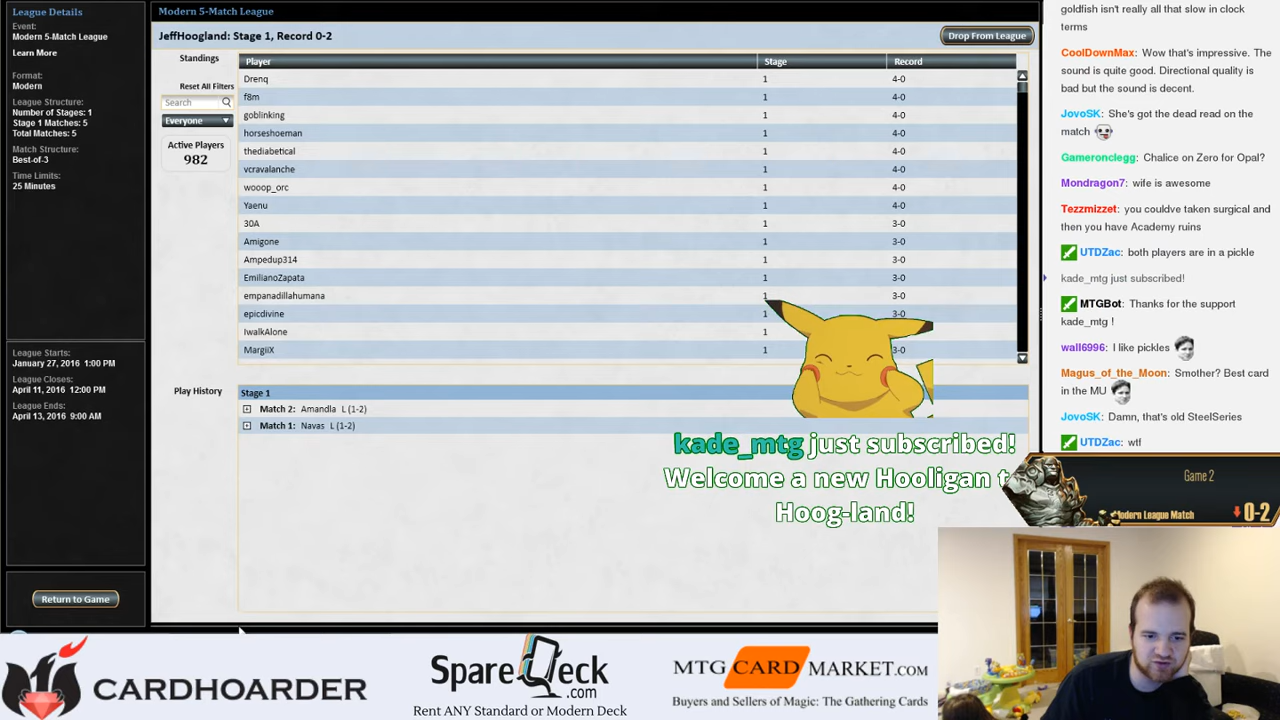 League Details
Event:
Modern 5-Match League
Learn More
Format:
Modern
League Structure:
Number of Stages: 1
Stage 1 Matches: 5
Total Matches: 5
Match Structure:
Best-of-3
Time Limits:
25 Minutes
League Starts:
January 27, 2016 1:00 PM
League Closes:
April 11, 2016 12:00 PM
League Ends:
April 13, 2016 9:00 AM
Return to Game
Modern 5-Match League
JeffHoogland: Stage 1, Record 0-2
Drop From League
Standings
Reset All Filters
Search
Everyone
Active Players
982
Player Stage Record
Drenq 1 4-0
f8m 1 4-0
goblinking 1 4-0
horseshoeman 1 4-0
thediabetical 1 4-0
vcravalanche 1 4-0
wooop_orc 1 4-0
Yaenu 1 4-0
30A 1 3-0
Amigone 1 3-0
Ampedup314 1 3-0
EmilianoZapata 1 3-0
empanadillahumana 1 3-0
epicdivine 1 3-0
IwalkAlone 1
MargiiX 1 3-0
Play History
Stage 1
Match 2: Amandla L (1-2)
Match 1: Navas L (1-2)
kade_mtg just subscribed!
Welcome a new Hooligan t
Hoog-land!
goldfish isn't really all that slow in clock
terms
CoolDownMax: Wow that's impressive. The
sound is quite good. Directional quality is
bad but the sound is decent.
JovoSK: She's got the dead read on the
match
Gameronclegg: Chalice on Zero for Opal?
Mondragon7: wife is awesome
Tezzmizzet: you couldve taken surgical and
then you have Academy ruins
UTDZac: both players are in a pickle
kade_mtg just subscribed!
MTGBot: Thanks for the support
kade_mtg !
wall6996: I like pickles
Magus_of_the_Moon: Smother? Best card
in the MU
JovoSK: Damn, that's old SteelSeries
UTDZac: wtf
Game 2
Modern League Match 0-2
CARDHOARDER
SpareDeck
.com
Rent ANY Standard or Modern Deck
MTG CARD MARKET.COM
Buyers and Sellers of Magic: The Gathering Cards